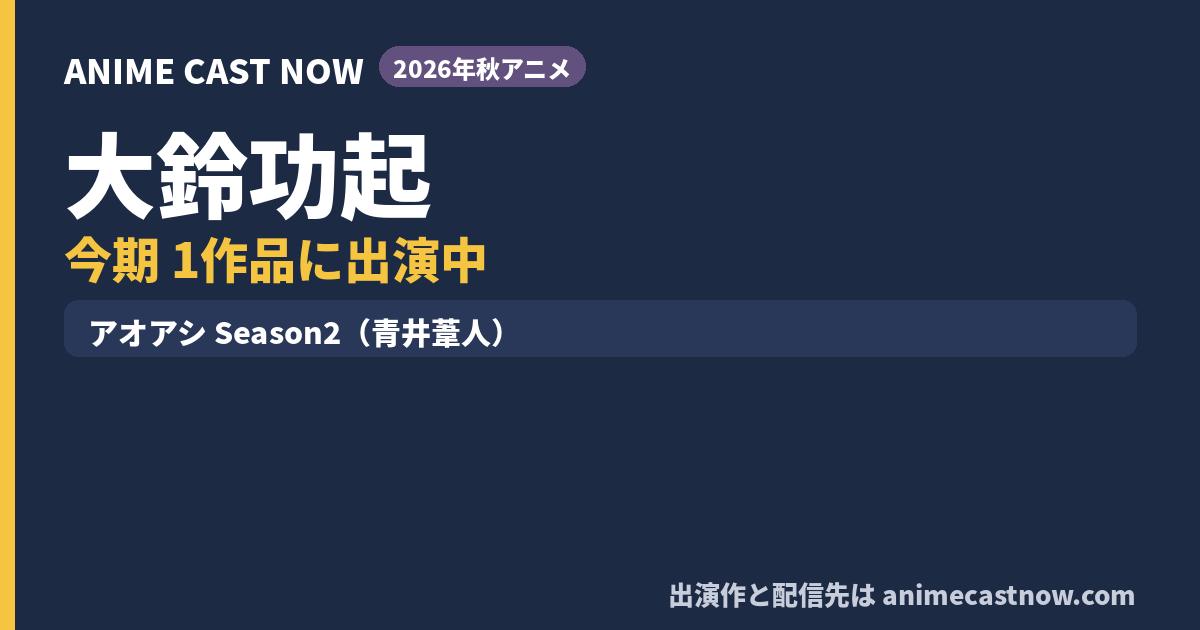 ANIME CAST NOW 2026年秋アニメ
大鈴功起
今期 1作品に出演中
アオアシ Season2（青井葦人）
出演作と配信先は animecastnow.com